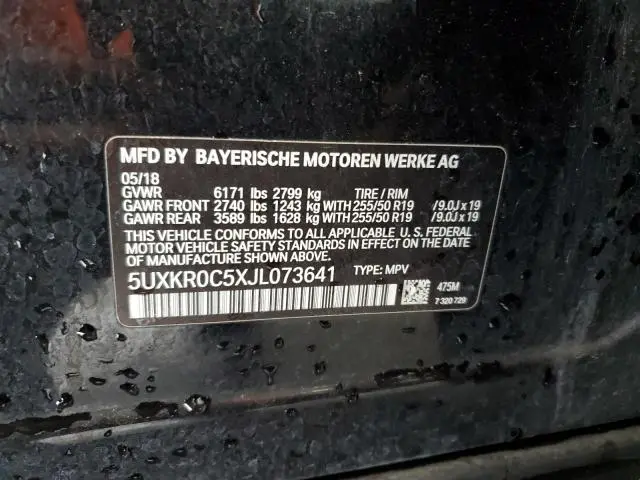 MFD BY BAYERISCHE MOTOREN WERKE AG
05/18
GVWR 6171 lbs 2799 kg TIRE / RIM
GAWR FRONT 2740 lbs 1243 kg WITH 255/50 R19 /9.0J x 19
GAWR REAR 3589 lbs 1628 kg WITH 255/50 R19 /9.0J x 19
THIS VEHICLE CONFORMS TO ALL APPLICABLE U. S. FEDERAL
MOTOR VEHICLE SAFETY STANDARDS IN EFFECT ON THE DATE
OF MANUFACTURE SHOWN ABOVE.
5UXKR0C5XJL073641 TYPE: MPV
475M
7 320 729